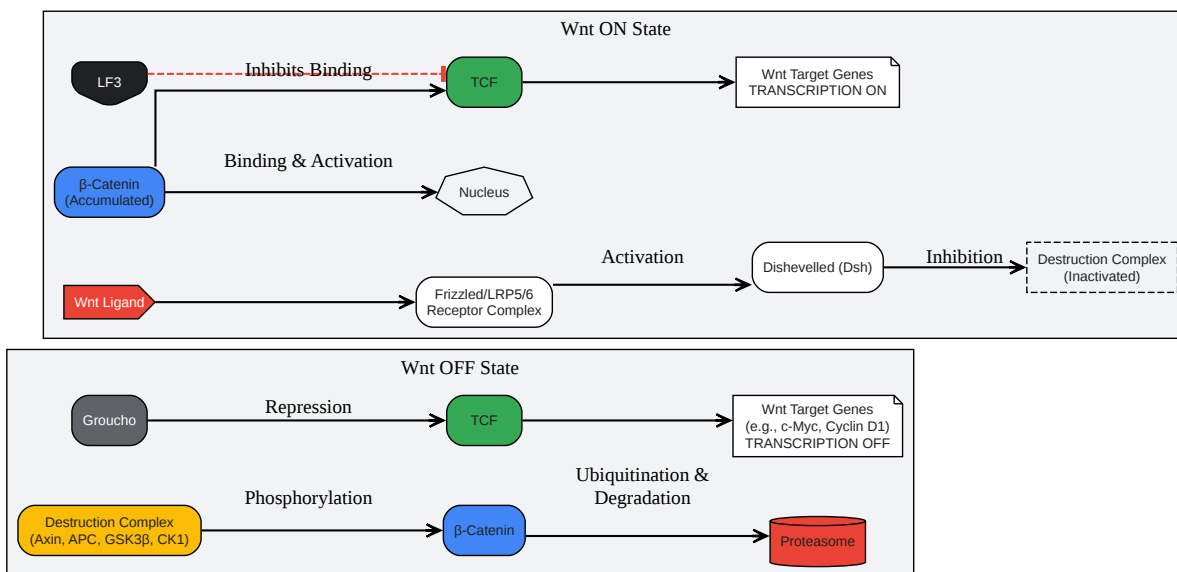 Wnt ON State
LF3
Inhibits Binding
TCF
Wnt Target Genes
TRANSCRIPTION ON
β-Catenin
(Accumulated)
Binding & Activation
Nucleus
Wnt Ligand
Frizzled/LRP5/6
Receptor Complex
Activation
Dishevelled (Dsh)
Inhibition
Destruction Complex
(Inactivated)
Wnt OFF State
Groucho
Repression
TCF
Wnt Target Genes
(e.g., c-Myc, Cyclin D1)
TRANSCRIPTION OFF
Destruction Complex
(Axin, APC, GSK3β, CK1)
Phosphorylation
β-Catenin
Ubiquitination &
Degradation
Proteasome